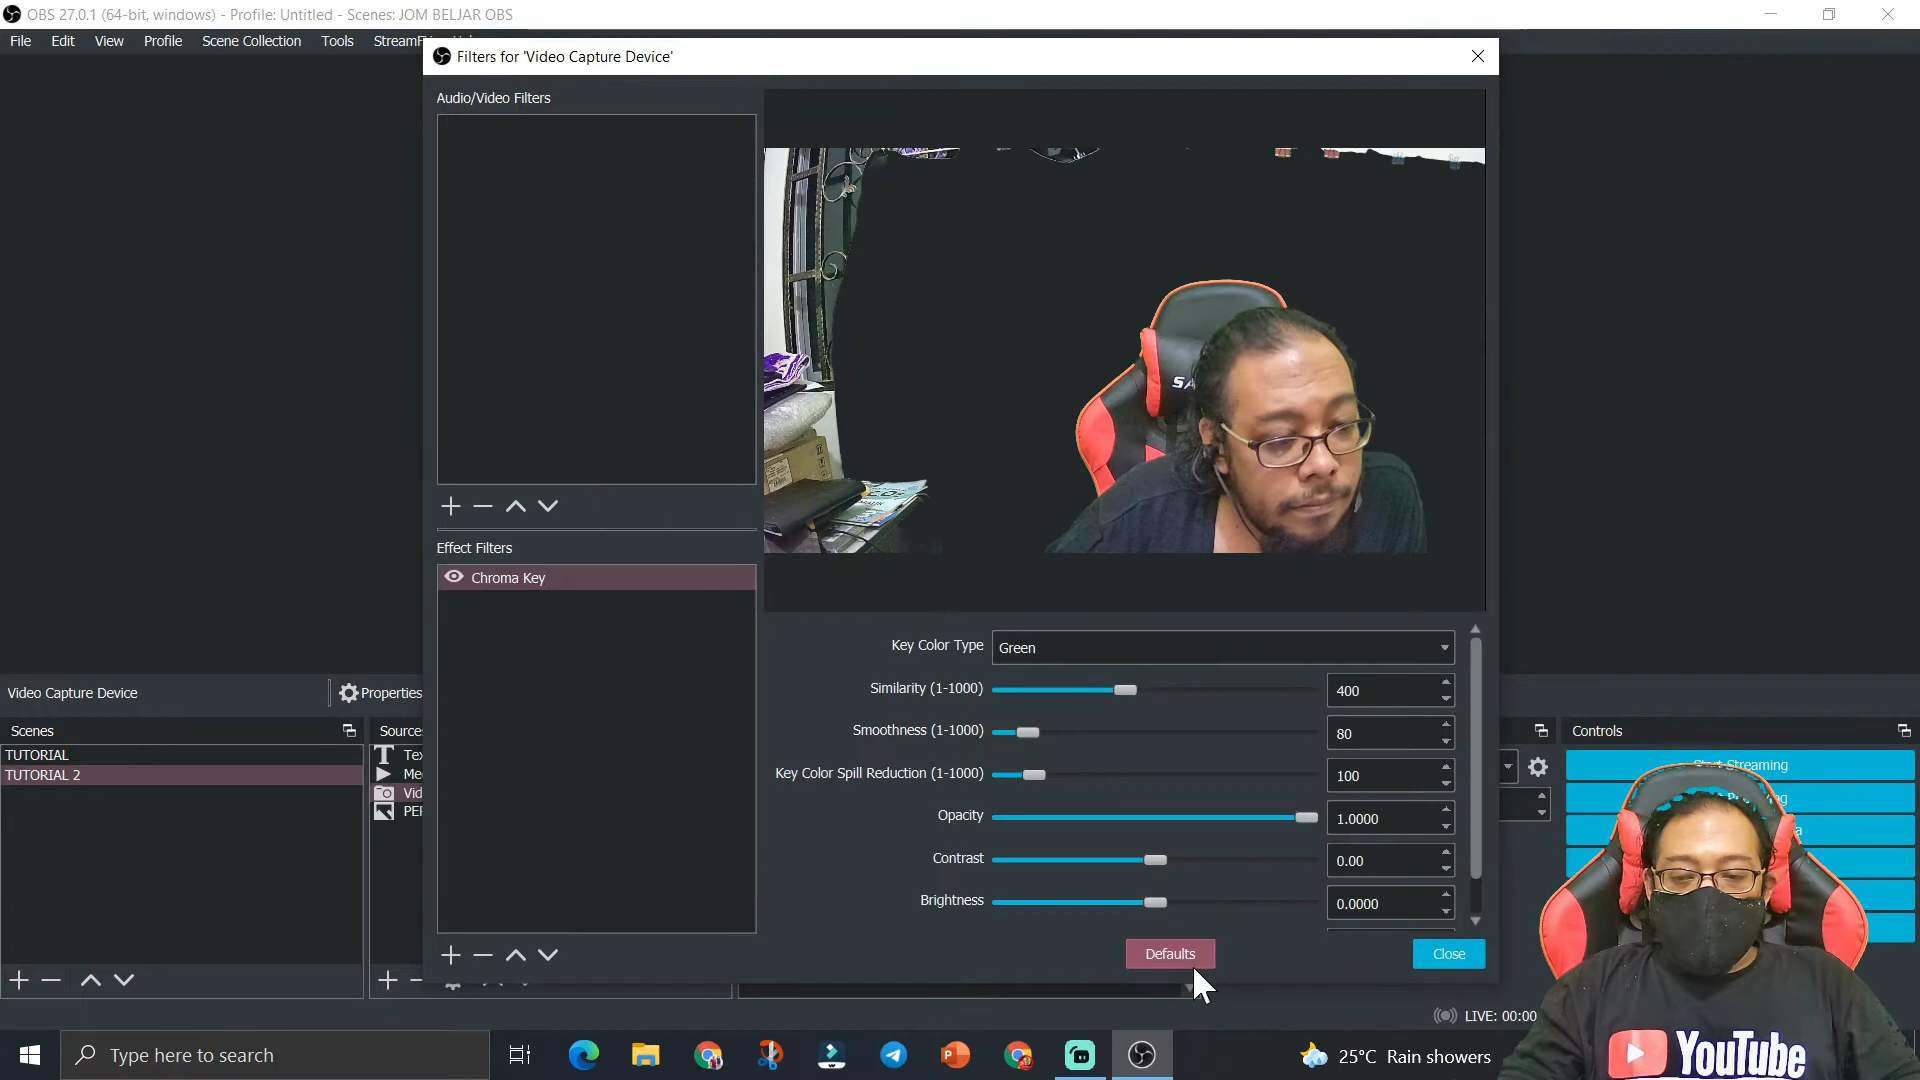 OBS 27.0.1 (64-bit, windows) - Profile: Untitled - Scenes: JOM BELJAR OBS
File Edit View Profile Scene Collection Tools
Filters for 'Video Capture Device'
Audio/Video Filters
Effect Filters
Chroma Key
Key Color Type Green
Similarity (1-1000) 400
Smoothness (1-1000) 80
Key Color Spill Reduction (1-1000) 100
Opacity 1.0000
Contrast 0.00
Brightness 0.0000
Defaults Close
Video Capture Device Properties
Scenes
TUTORIAL
TUTORIAL 2
Controls
LIVE: 00:00
Type here to search
25°C Rain showers
YouTube